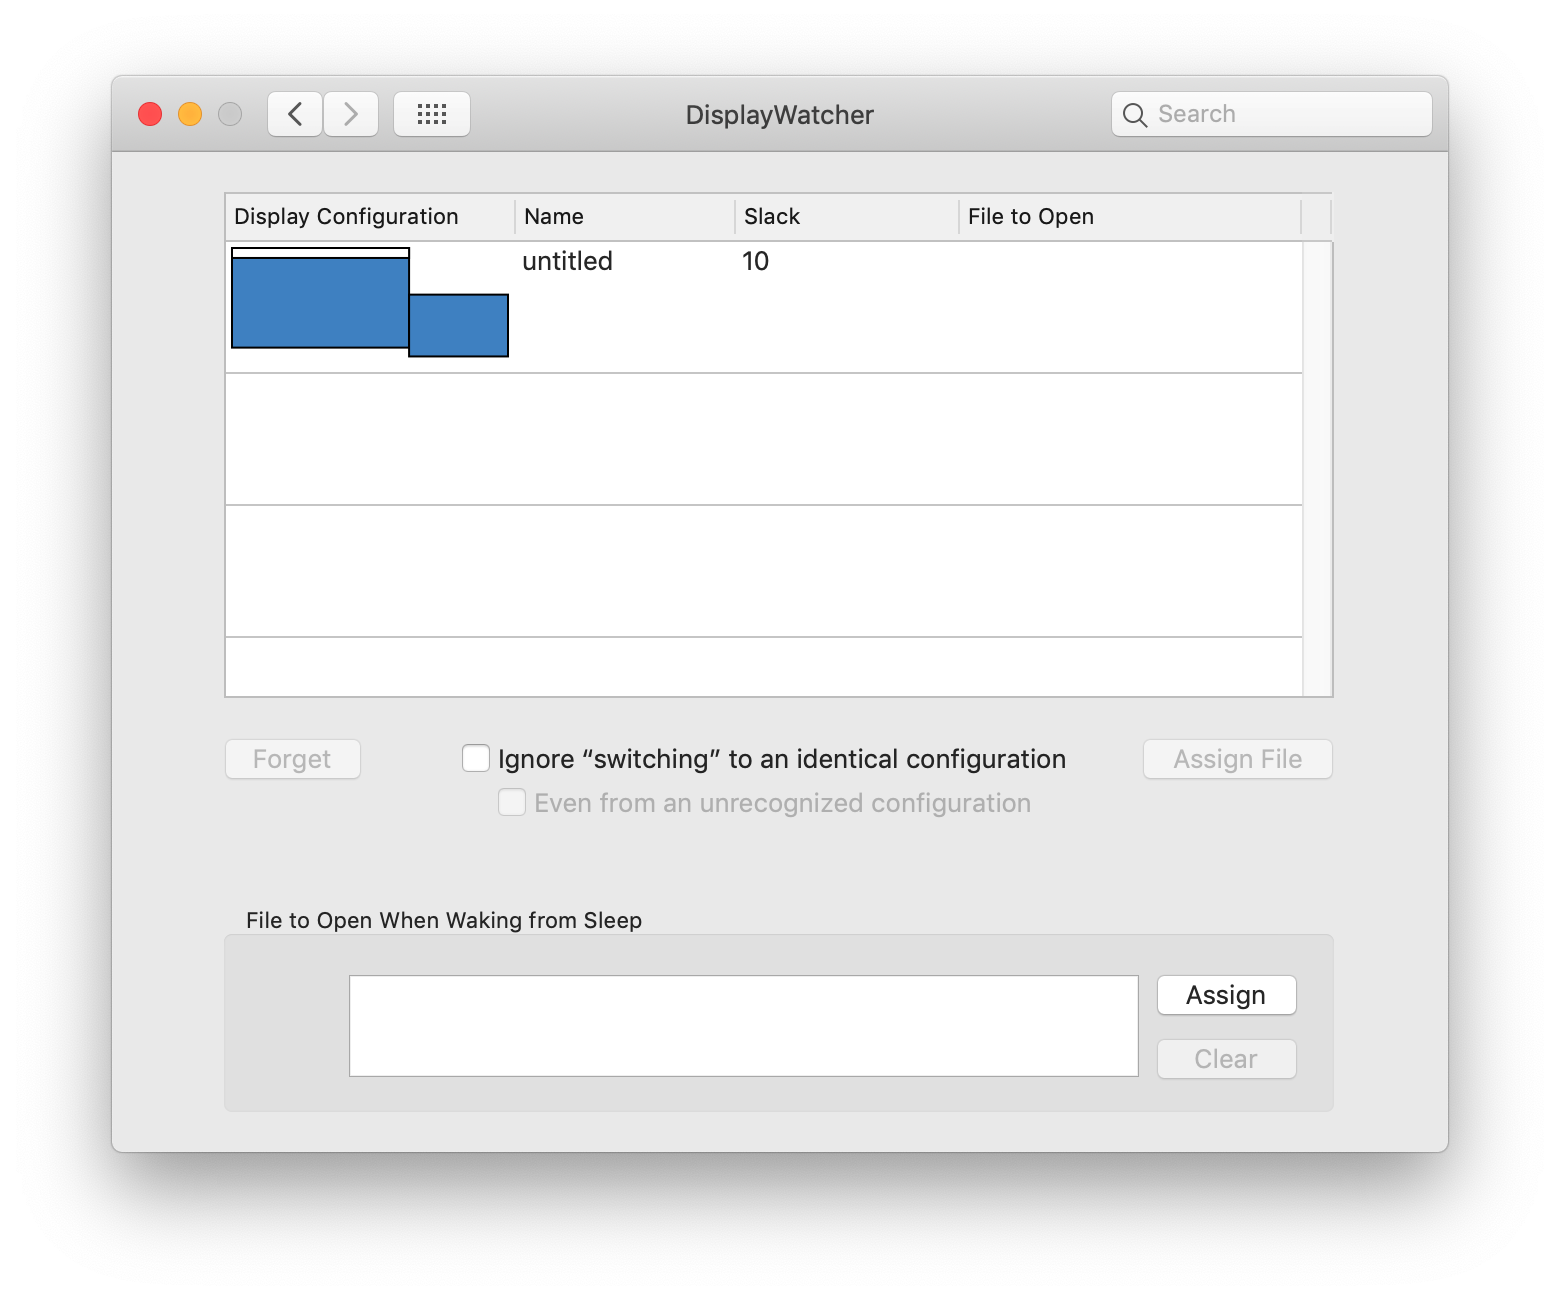 DisplayWatcher
Search
Display Configuration Name Slack File to Open
untitled 10
Forget
Ignore “switching” to an identical configuration
Assign File
Even from an unrecognized configuration
File to Open When Waking from Sleep
Assign
Clear